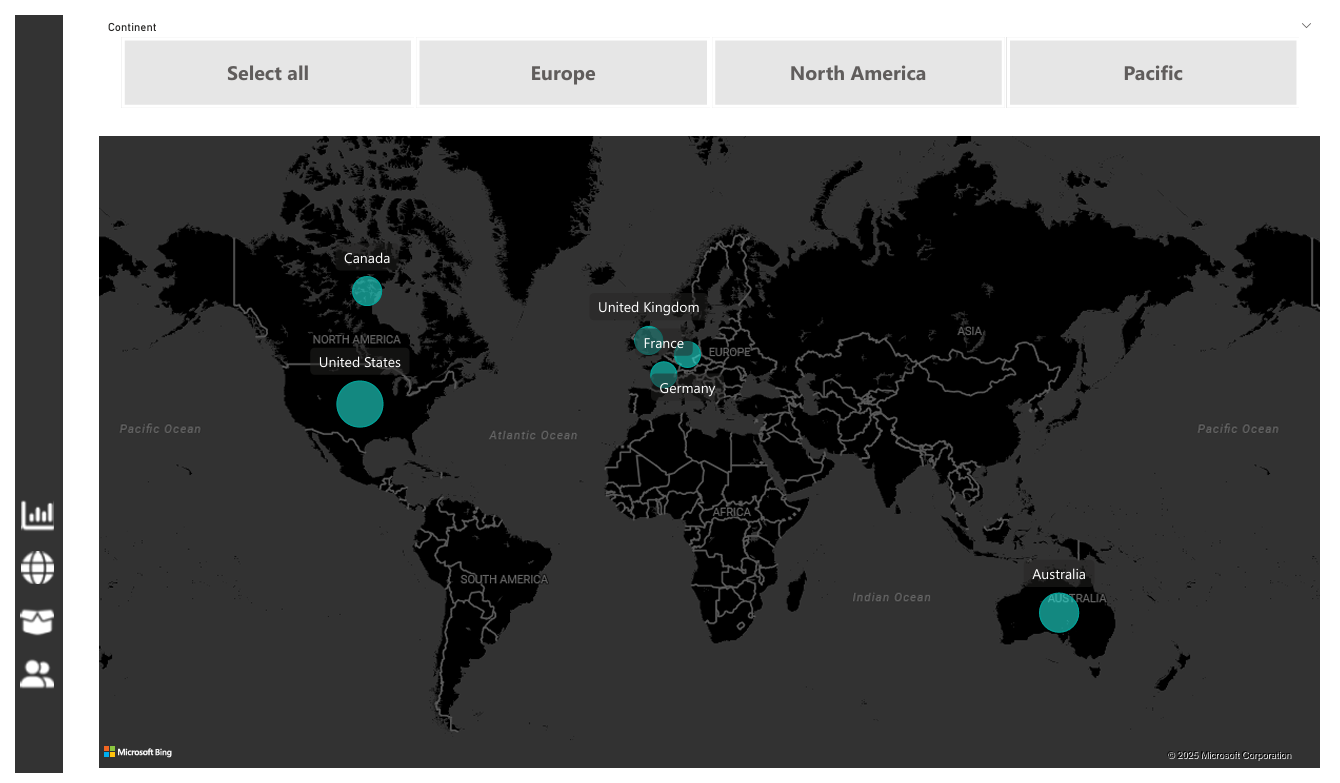 Continent
Select all
Europe
North America
Pacific
Canada
United Kingdom
NORTH AMERICA
ASIA
France
EUROPE
United States
Germany
Pacific Ocean
Atlantic Ocean
Pacific Ocean
AFRICA
Australia
SOUTH AMERICA
Indian Ocean
AUSTRALIA
Microsoft Bing
© 2025 Microsoft Corporation